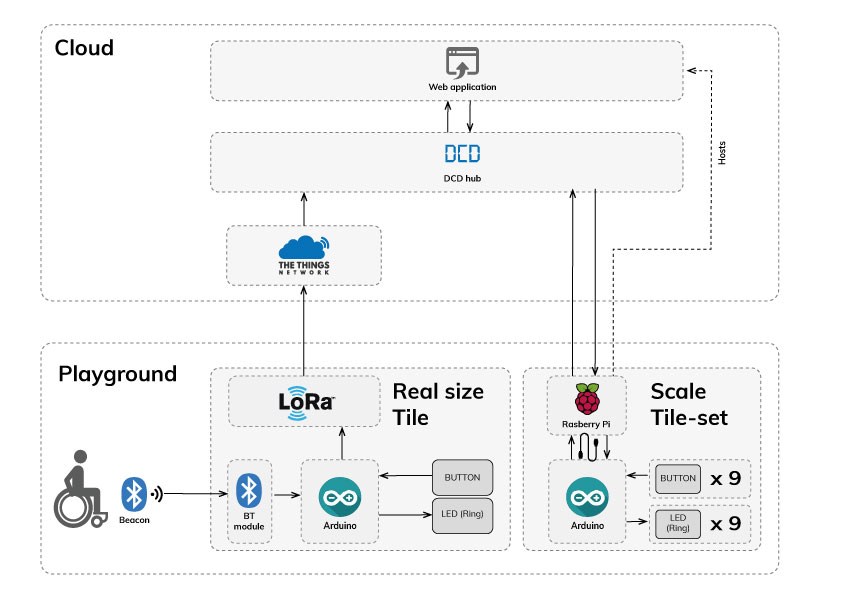 Cloud
Web application
Hosts
DCD
DCD hub
THE THINGS
NETWORK
Playground
LoRa
Real size
Tile
Rasberry Pi
Scale
Tile-set
Beacon
BT
module
Arduino
BUTTON
LED (Ring)
Arduino
BUTTON
x 9
LED
(Ring)
x 9